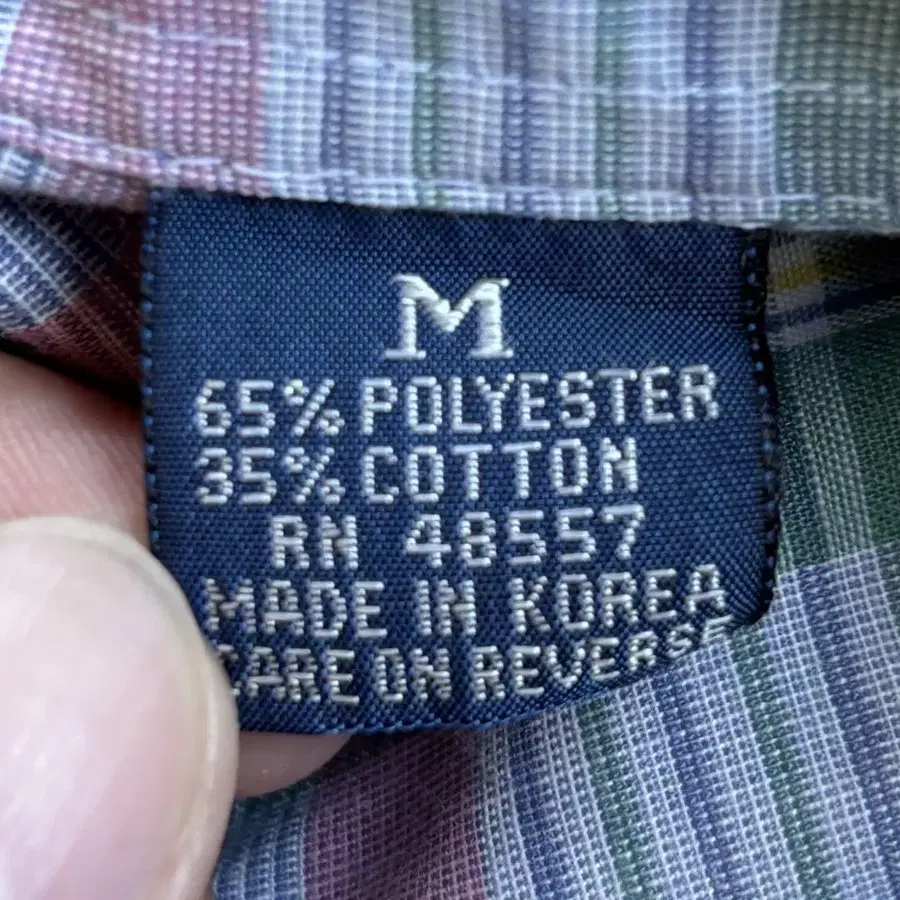 M
65% POLYESTER
35% COTTON
RN 48557
MADE IN KOREA
CARE ON REVERSE